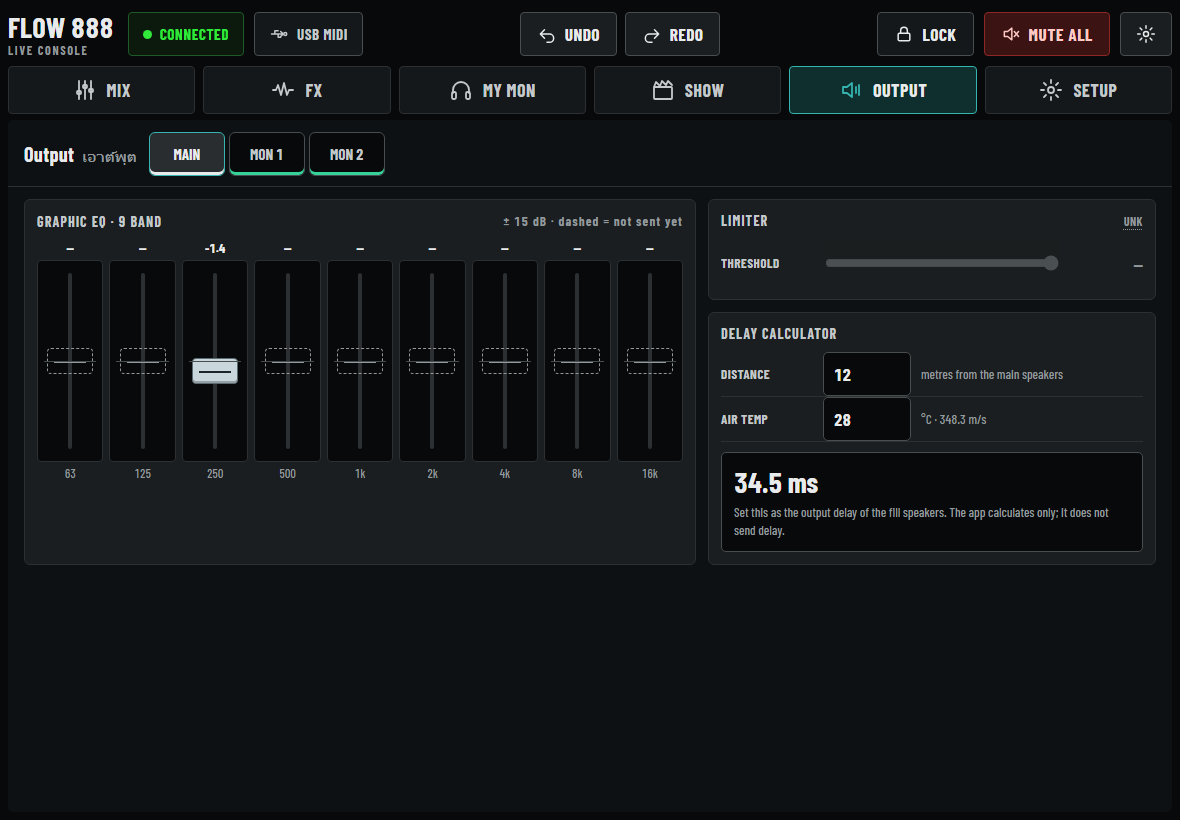 FLOW 888
LIVE CONSOLE
CONNECTED
USB MIDI
UNDO
REDO
LOCK
MUTE ALL
MIX
FX
MY MON
SHOW
OUTPUT
SETUP
Output เอาต์พุต
MAIN
MON 1
MON 2
GRAPHIC EQ · 9 BAND
± 15 dB · dashed = not sent yet
– – -1.4 – – – – – –
63 125 250 500 1k 2k 4k 8k 16k
LIMITER
UNK
THRESHOLD –
DELAY CALCULATOR
DISTANCE 12 metres from the main speakers
AIR TEMP 28 °C · 348.3 m/s
34.5 ms
Set this as the output delay of the fill speakers. The app calculates only; it does not
send delay.